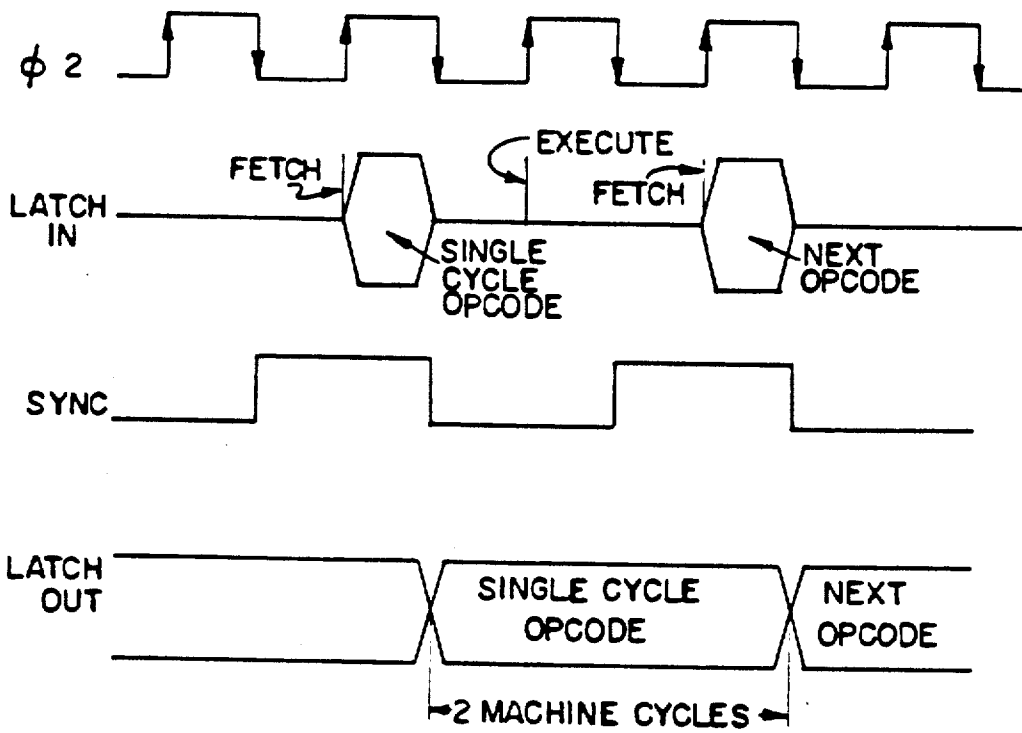 ϕ 2
EXECUTE
FETCH
FETCH
LATCH
IN
SINGLE
CYCLE
OPCODE
NEXT
OPCODE
SYNC
LATCH
OUT
SINGLE CYCLE
OPCODE
NEXT
OPCODE
2 MACHINE CYCLES